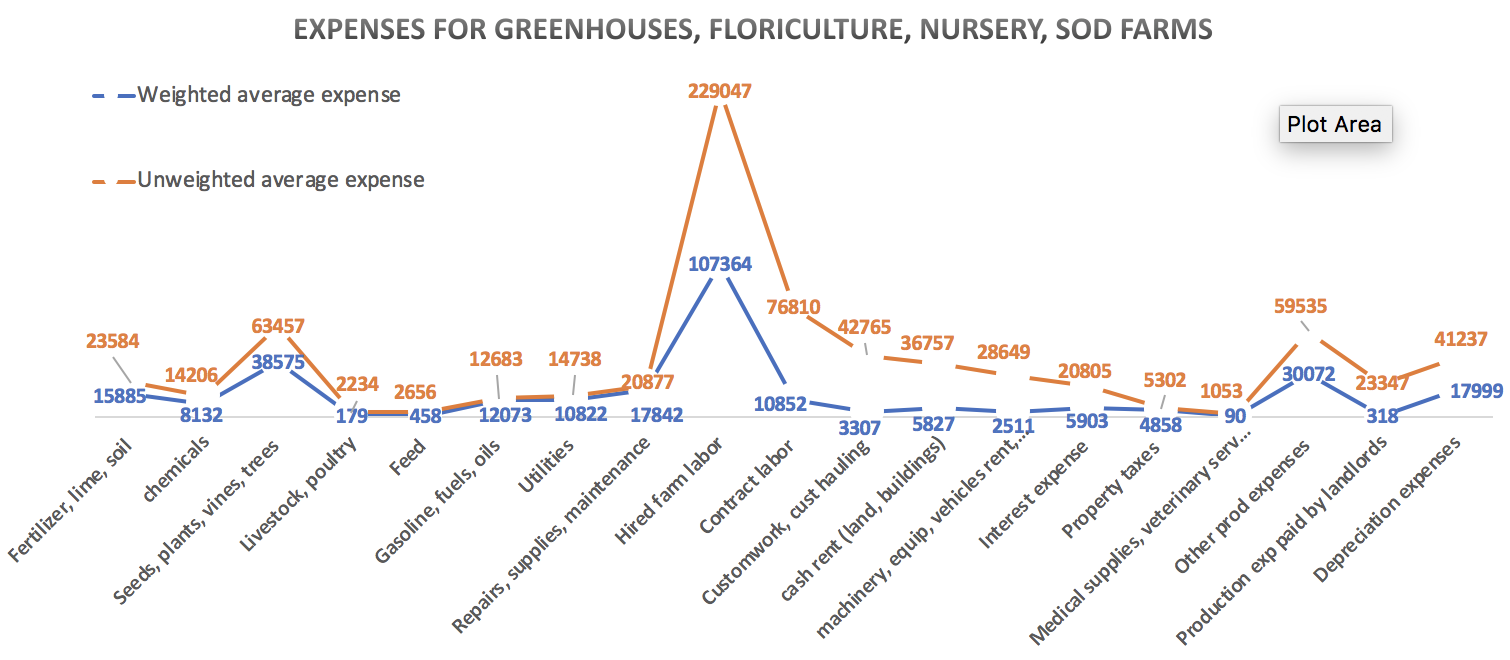 EXPENSES FOR GREENHOUSES, FLORICULTURE, NURSERY, SOD FARMS
Weighted average expense
Unweighted average expense
Plot Area
229047
107364
23584
14206
63457
2234
2656
12683
14738
20877
76810
42765
36757
28649
20805
5302
1053
59535
23347
41237
15885
8132
38575
179
458
12073
10822
17842
10852
3307
5827
2511
5903
4858
90
30072
318
17999
Fertilizer, lime, soil
chemicals
Seeds, plants, vines, trees
Livestock, poultry
Feed
Gasoline, fuels, oils
Utilities
Repairs, supplies, maintenance
Hired farm labor
Contract labor
Customwork, cust hauling
cash rent (land, buildings)
machinery, equip, vehicles rent,...
Interest expense
Property taxes
Medical supplies, veterinary serv...
Other prod expenses
Production exp paid by landlords
Depreciation expenses